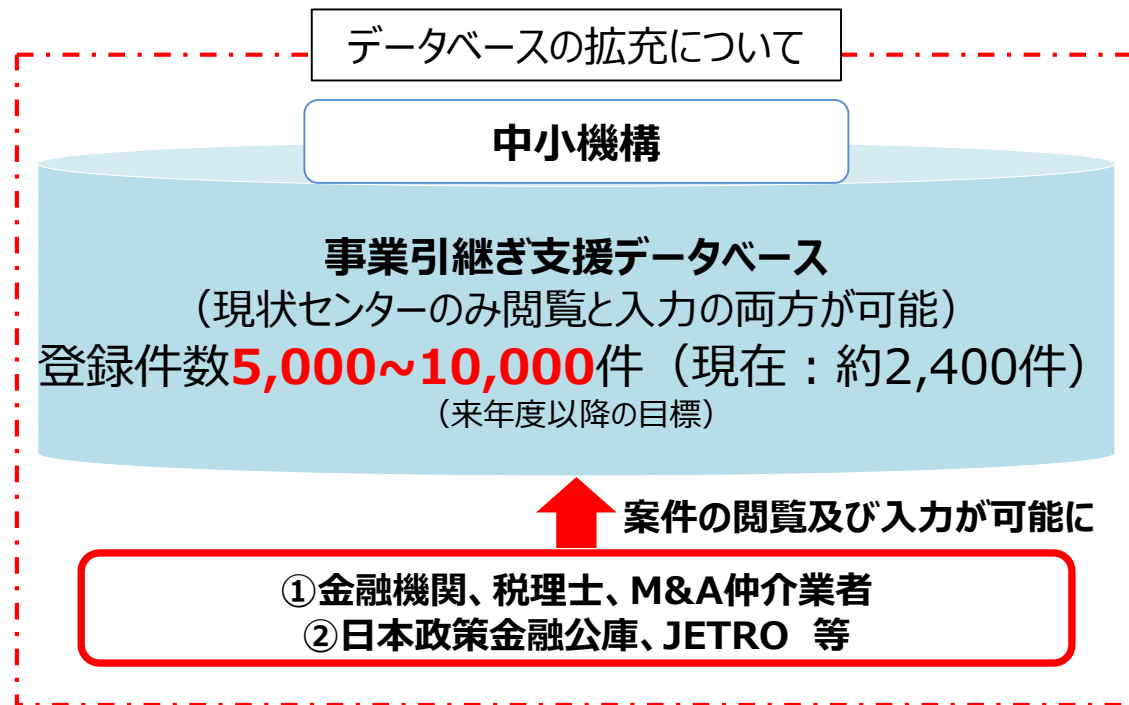 データベースの拡充について
中小機構
事業引継ぎ支援データベース
（現状センターのみ閲覧と入力の両方が可能）
登録件数5,000~10,000件（現在：約2,400件）
（来年度以降の目標）
案件の閲覧及び入力が可能に
①金融機関、税理士、M&A仲介業者
②日本政策金融公庫、JETRO 等